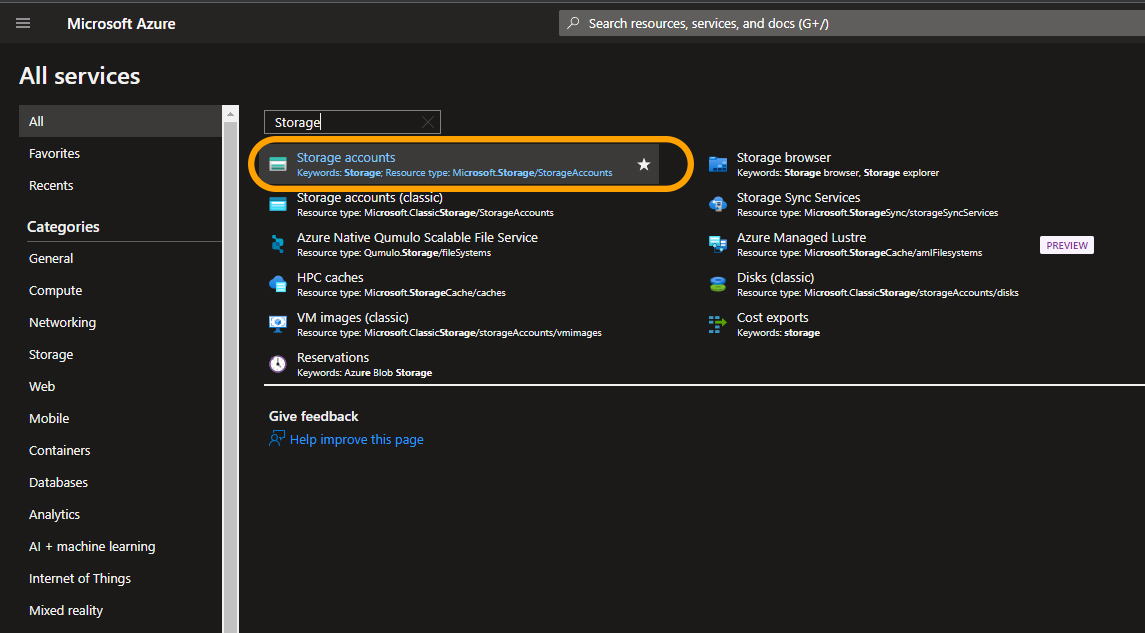 Microsoft Azure
Search resources, services, and docs (G+/)
All services
All
Favorites
Recents
Categories
General
Compute
Networking
Storage
Web
Mobile
Containers
Databases
Analytics
AI + machine learning
Internet of Things
Mixed reality
Storage
Storage accounts
Keywords: Storage; Resource type: Microsoft.Storage/StorageAccounts
Storage accounts (classic)
Resource type: Microsoft.ClassicStorage/StorageAccounts
Azure Native Qumulo Scalable File Service
Resource type: Qumulo.Storage/fileSystems
HPC caches
Resource type: Microsoft.StorageCache/caches
VM images (classic)
Resource type: Microsoft.ClassicStorage/storageAccounts/vmimages
Reservations
Keywords: Azure Blob Storage
Storage browser
Keywords: Storage browser, Storage explorer
Storage Sync Services
Resource type: Microsoft.StorageSync/storageSyncServices
Azure Managed Lustre
Resource type: Microsoft.StorageCache/amlFilesystems
PREVIEW
Disks (classic)
Resource type: Microsoft.ClassicStorage/storageAccounts/disks
Cost exports
Keywords: storage
Give feedback
Help improve this page